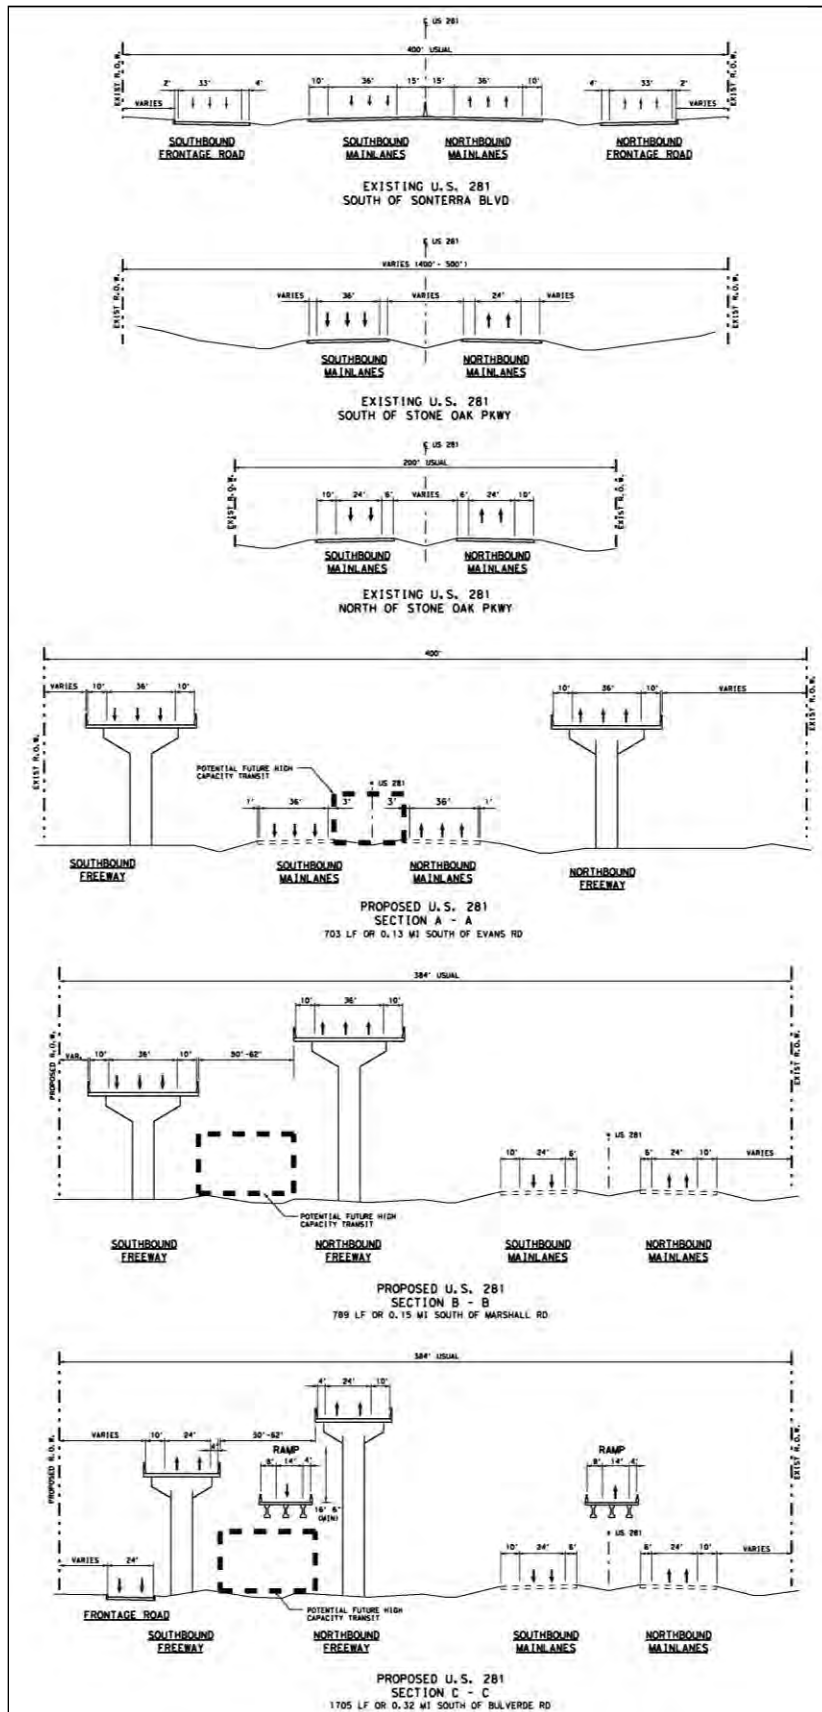 ℄ US 281
400' USUAL
EXIST R.O.W.
EXIST R.O.W.
2' 33' 4' 10' 36' 15' 15' 36' 10' 4' 33' 2'
VARIES VARIES
SOUTHBOUND FRONTAGE ROAD
SOUTHBOUND MAINLANES
NORTHBOUND MAINLANES
NORTHBOUND FRONTAGE ROAD
EXISTING U.S. 281
SOUTH OF SONTERRA BLVD
℄ US 281
VARIES (400'- 500')
EXIST R.O.W.
EXIST R.O.W.
VARIES 36' VARIES 24' VARIES
SOUTHBOUND MAINLANES
NORTHBOUND MAINLANES
EXISTING U.S. 281
SOUTH OF STONE OAK PKWY
℄ US 281
200' USUAL
EXIST R.O.W.
EXIST R.O.W.
10' 24' 6' VARIES 6' 24' 10'
SOUTHBOUND MAINLANES
NORTHBOUND MAINLANES
EXISTING U.S. 281
NORTH OF STONE OAK PKWY
400'
VARIES 10' 36' 10' 10' 36' 10' VARIES
EXIST R.O.W.
EXIST R.O.W.
POTENTIAL FUTURE HIGH
CAPACITY TRANSIT
US 281
1' 36' 3' 3' 36' 1'
SOUTHBOUND FREEWAY
SOUTHBOUND MAINLANES
NORTHBOUND MAINLANES
NORTHBOUND FREEWAY
PROPOSED U.S. 281
SECTION A - A
703 LF OR 0.13 MI SOUTH OF EVANS RD
384' USUAL
10' 36' 10'
PROPOSED R.O.W.
EXIST R.O.W.
VAR. 10' 36' 10' 50'-62'
US 281
10' 24' 6' 6' 24' 10' VARIES
POTENTIAL FUTURE HIGH
CAPACITY TRANSIT
SOUTHBOUND FREEWAY
NORTHBOUND FREEWAY
SOUTHBOUND MAINLANES
NORTHBOUND MAINLANES
PROPOSED U.S. 281
SECTION B - B
789 LF OR 0.15 MI SOUTH OF MARSHALL RD
384' USUAL
4' 24' 10'
VARIES 10' 24' 4' 50'-62'
PROPOSED R.O.W.
EXIST R.O.W.
RAMP
8' 14' 4'
16' 6"
(MIN)
RAMP
8' 14' 4'
US 281
VARIES 24'
10' 24' 6' 6' 24' 10' VARIES
FRONTAGE ROAD
POTENTIAL FUTURE HIGH
CAPACITY TRANSIT
SOUTHBOUND FREEWAY
NORTHBOUND FREEWAY
SOUTHBOUND MAINLANES
NORTHBOUND MAINLANES
PROPOSED U.S. 281
SECTION C - C
1705 LF OR 0.32 MI SOUTH OF BULVERDE RD